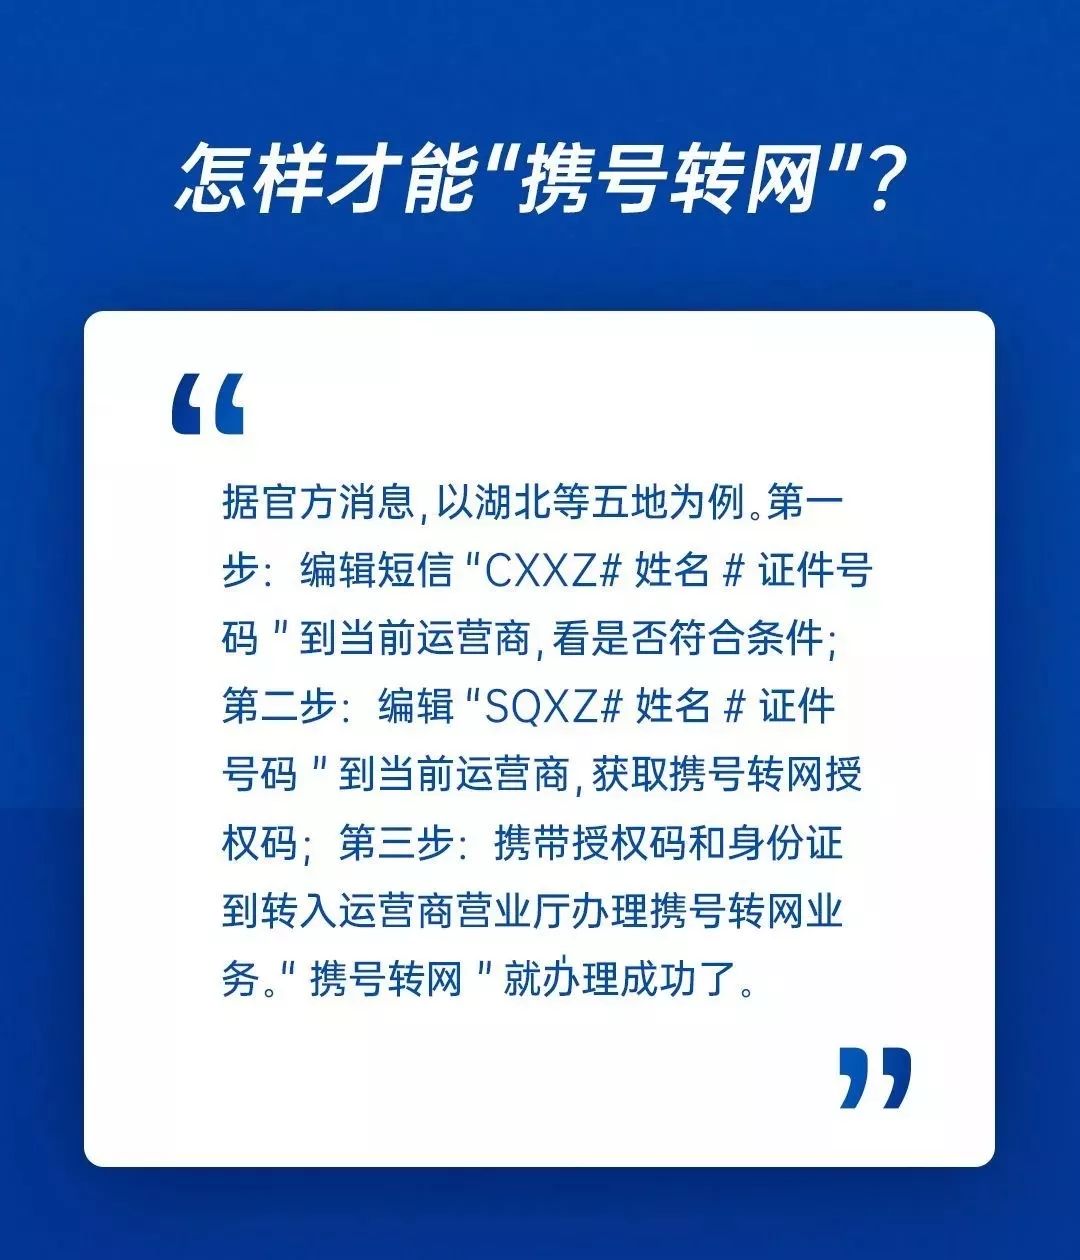 怎样才能“携号转网”？
“
据官方消息,以湖北等五地为例。第一
步：编辑短信“CXXZ# 姓名 # 证件号
码 ”到当前运营商,看是否符合条件；
第二步：编辑“SQXZ# 姓名 # 证件
号码 ”到当前运营商,获取携号转网授
权码；第三步：携带授权码和身份证
到转入运营商营业厅办理携号转网业
务。“ 携号转网 ”就办理成功了。
”